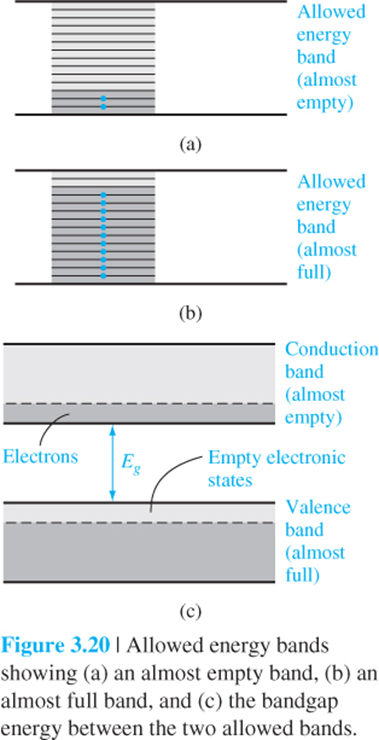 Allowed
energy
band
(almost
empty)
(a)
Allowed
energy
band
(almost
full)
(b)
Conduction
band
(almost
empty)
Electrons
Eg
Empty electronic
states
Valence
band
(almost
full)
(c)
Figure 3.20 | Allowed energy bands
showing (a) an almost empty band, (b) an
almost full band, and (c) the bandgap
energy between the two allowed bands.